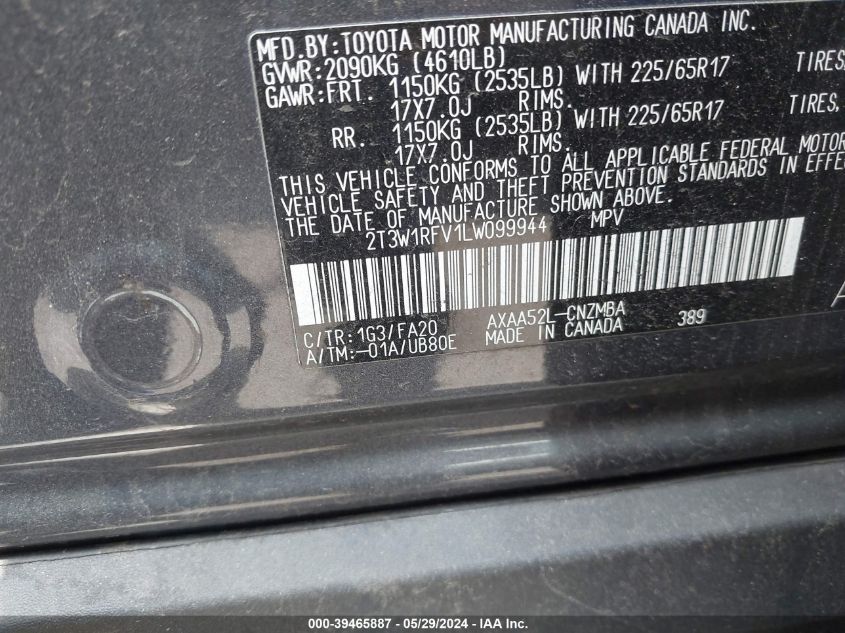 MFD.BY:TOYOTA MOTOR MANUFACTURING CANADA INC.
GVWR:2090KG (4610LB)
GAWR:FRT. 1150KG (2535LB) WITH 225/65R17 TIRES,
17X7.0J RIMS.
RR. 1150KG (2535LB) WITH 225/65R17 TIRES,
17X7.0J RIMS.
THIS VEHICLE CONFORMS TO ALL APPLICABLE FEDERAL MOTOR
VEHICLE SAFETY AND THEFT PREVENTION STANDARDS IN EFFE
THE DATE OF MANUFACTURE SHOWN ABOVE.
2T3W1RFV1LW099944 MPV
C/TR:1G3/FA20 AXAA52L-CNZMBA 389
A/TM:-01A/UB80E MADE IN CANADA
000-39465887 - 05/29/2024 - IAA Inc.